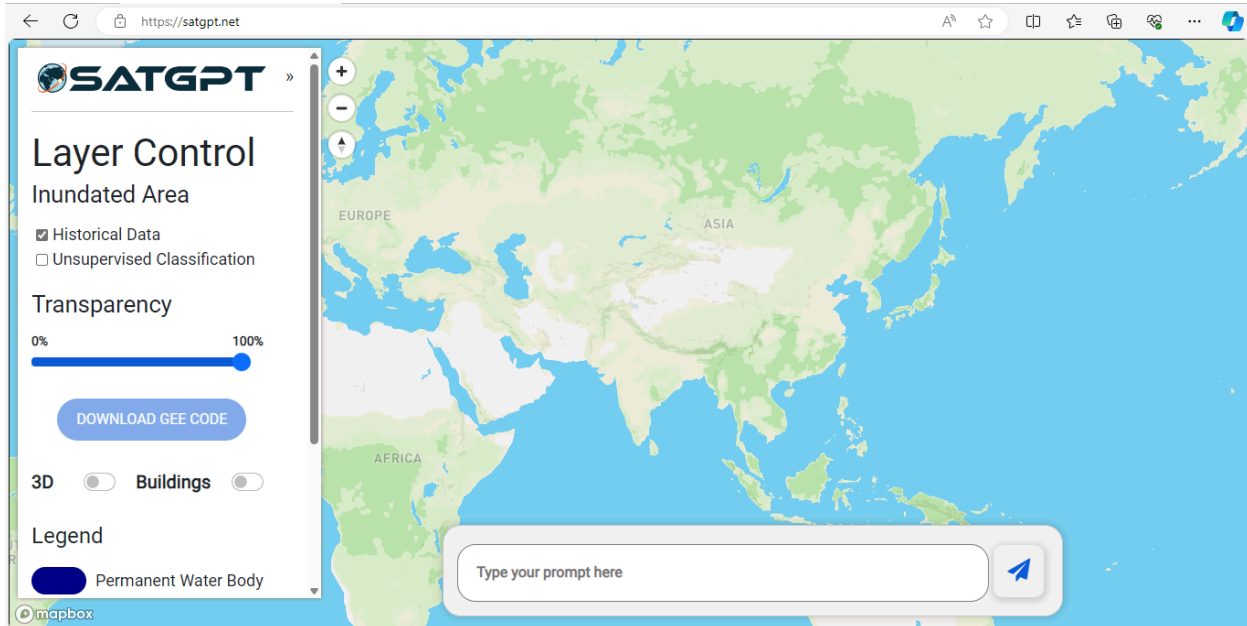 https://satgpt.net
A
SATGPT »
Layer Control
Inundated Area
Historical Data
Unsupervised Classification
Transparency
0% 100%
DOWNLOAD GEE CODE
3D Buildings
Legend
Permanent Water Body
mapbox
+
−
EUROPE
ASIA
AFRICA
Type your prompt here